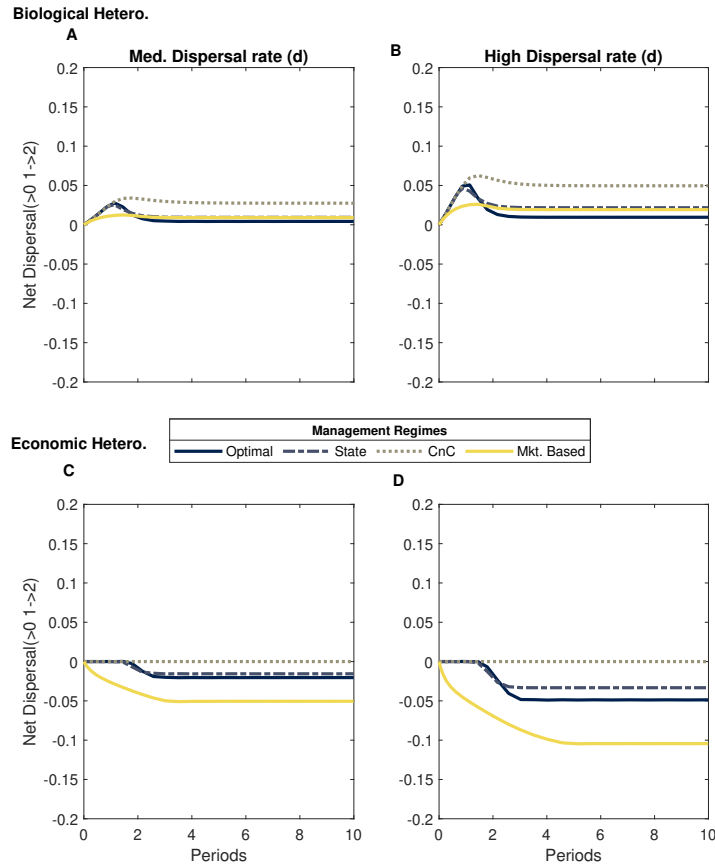 Biological Hetero.
A
Med. Dispersal rate (d)
0.2
0.15
0.1
0.05
0
-0.05
-0.1
-0.15
-0.2
Net Dispersal(>0 1->2)
B
High Dispersal rate (d)
0.2
0.15
0.1
0.05
0
-0.05
-0.1
-0.15
-0.2
Management Regimes
Optimal State CnC Mkt. Based
Economic Hetero.
C
0.2
0.15
0.1
0.05
0
-0.05
-0.1
-0.15
-0.2
Net Dispersal(>0 1->2)
0 2 4 6 8 10
Periods
D
0.2
0.15
0.1
0.05
0
-0.05
-0.1
-0.15
-0.2
0 2 4 6 8 10
Periods